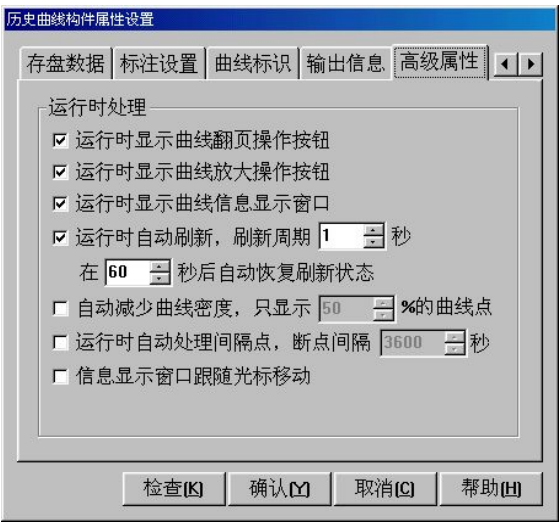 历史曲线构件属性设置
存盘数据 标注设置 曲线标识 输出信息 高级属性
运行时处理
运行时显示曲线翻页操作按钮
运行时显示曲线放大操作按钮
运行时显示曲线信息显示窗口
运行时自动刷新，刷新周期 1 秒
在 60 秒后自动恢复刷新状态
自动减少曲线密度，只显示 50 %的曲线点
运行时自动处理间隔点，断点间隔 3600 秒
信息显示窗口跟随光标移动
检查(K) 确认(Y) 取消(C) 帮助(H)